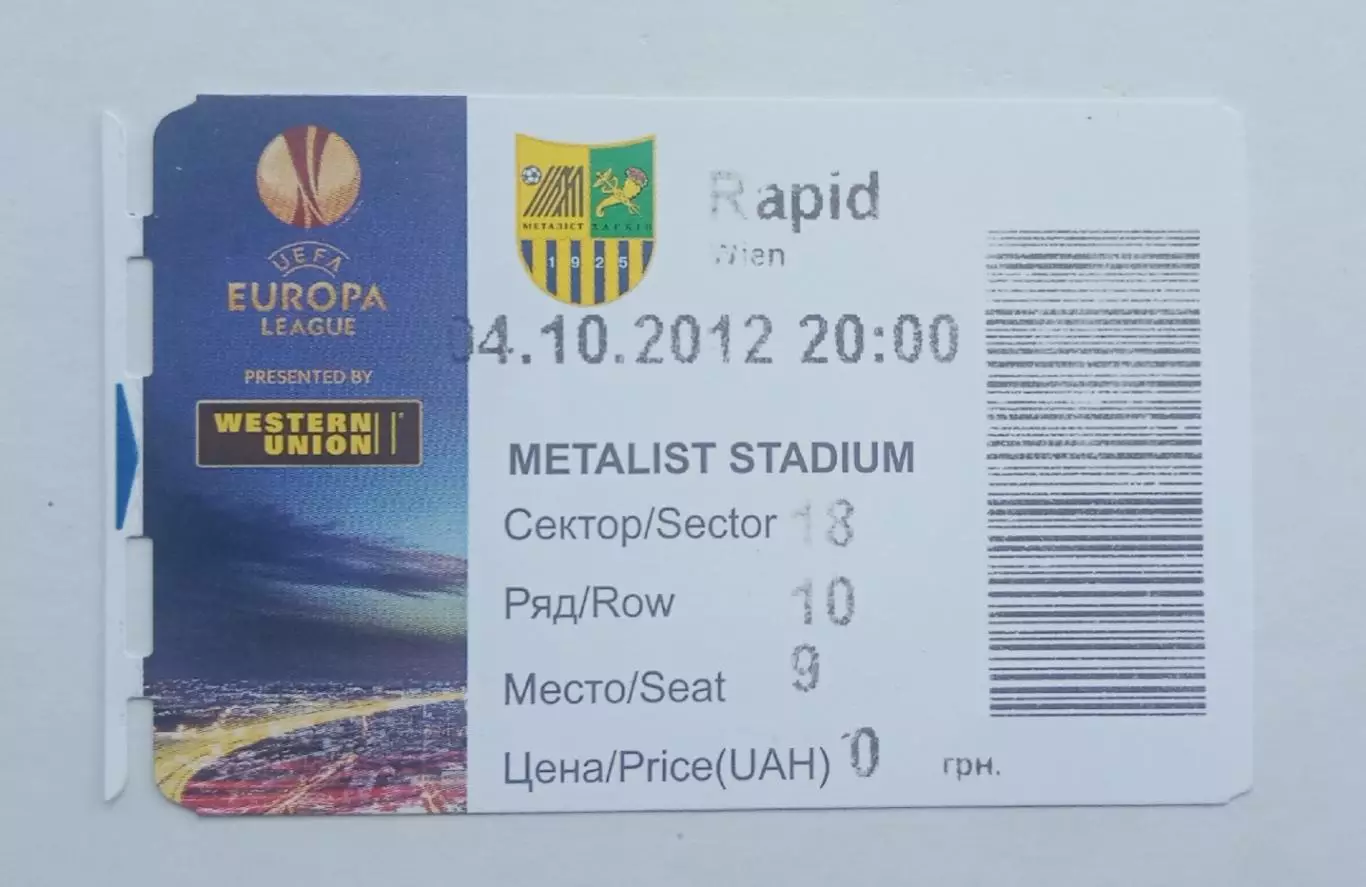 UEFA
EUROPA
LEAGUE
PRESENTED BY
WESTERN
UNION
МЕТАЛІСТ ХАРКІВ
1925
Rapid
Wien
04.10.2012 20:00
METALIST STADIUM
Сектор/Sector 18
Ряд/Row 10
Место/Seat 9
Цена/Price(UAH) 0 грн.